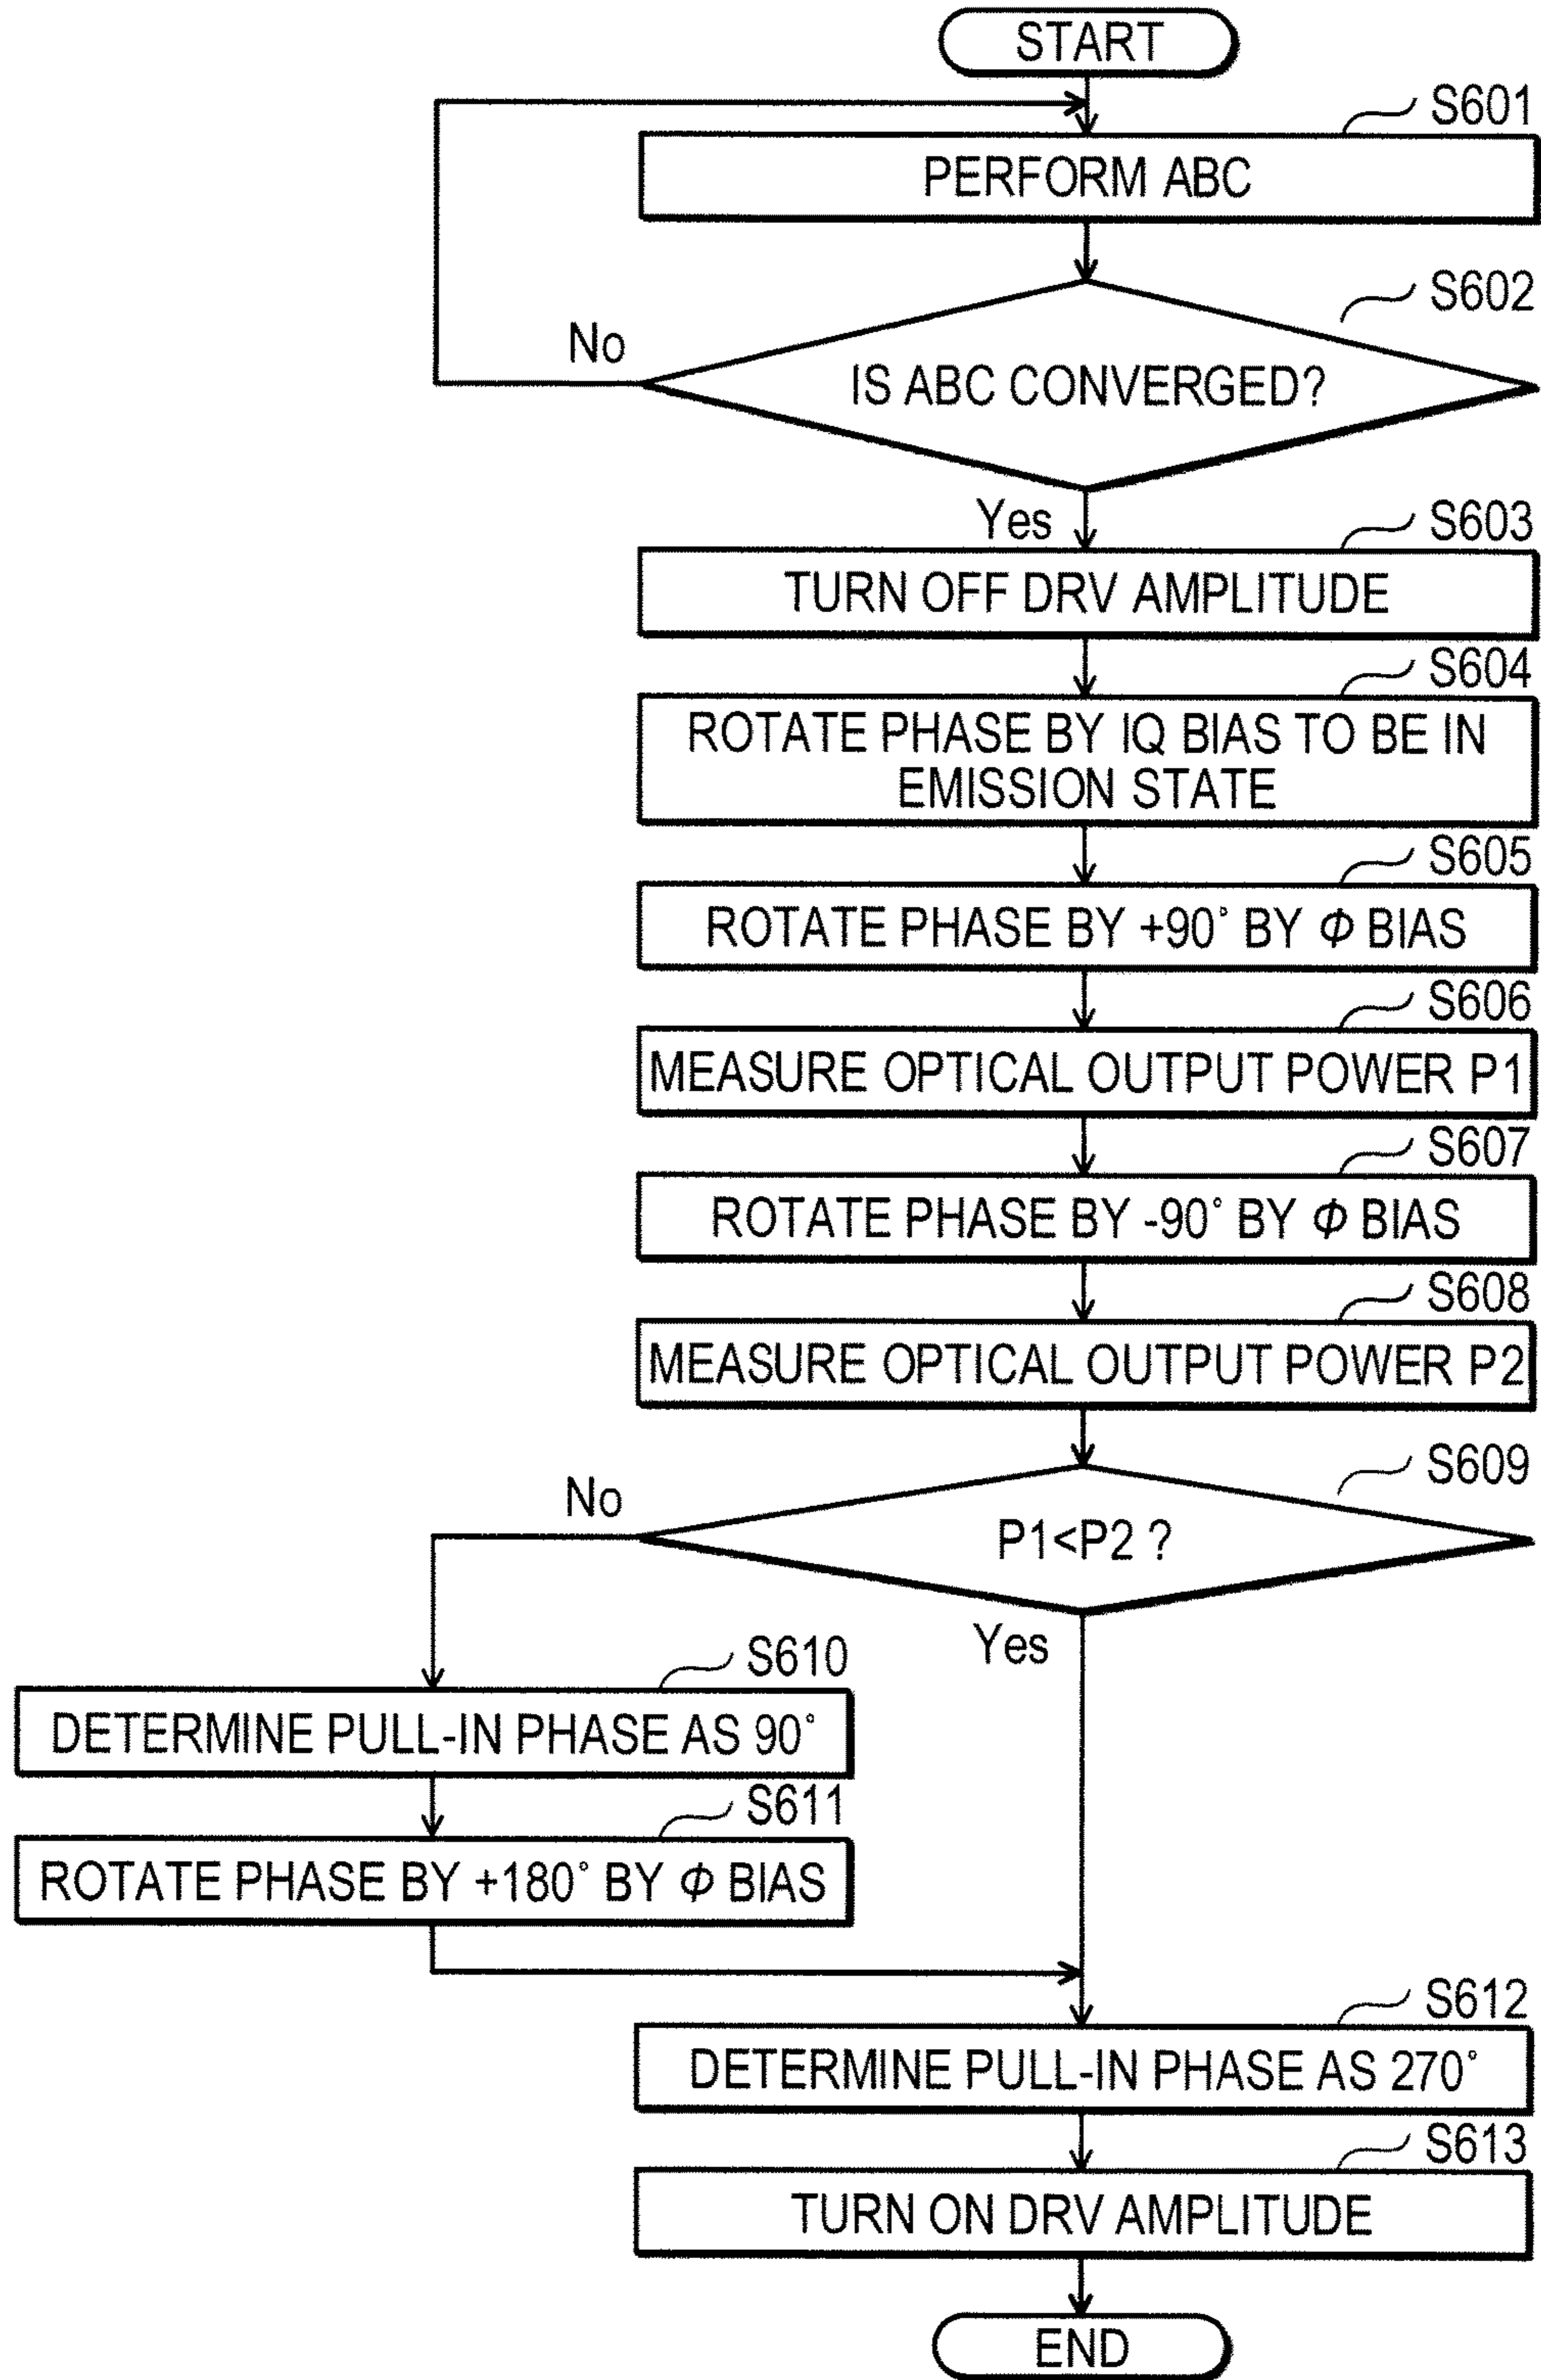 START
S601
PERFORM ABC
S602
No
IS ABC CONVERGED?
Yes
S603
TURN OFF DRV AMPLITUDE
S604
ROTATE PHASE BY IQ BIAS TO BE IN
EMISSION STATE
S605
ROTATE PHASE BY +90° BY Φ BIAS
S606
MEASURE OPTICAL OUTPUT POWER P1
S607
ROTATE PHASE BY -90° BY Φ BIAS
S608
MEASURE OPTICAL OUTPUT POWER P2
S609
No
P1<P2 ?
Yes
S610
DETERMINE PULL-IN PHASE AS 90°
S611
ROTATE PHASE BY +180° BY Φ BIAS
S612
DETERMINE PULL-IN PHASE AS 270°
S613
TURN ON DRV AMPLITUDE
END